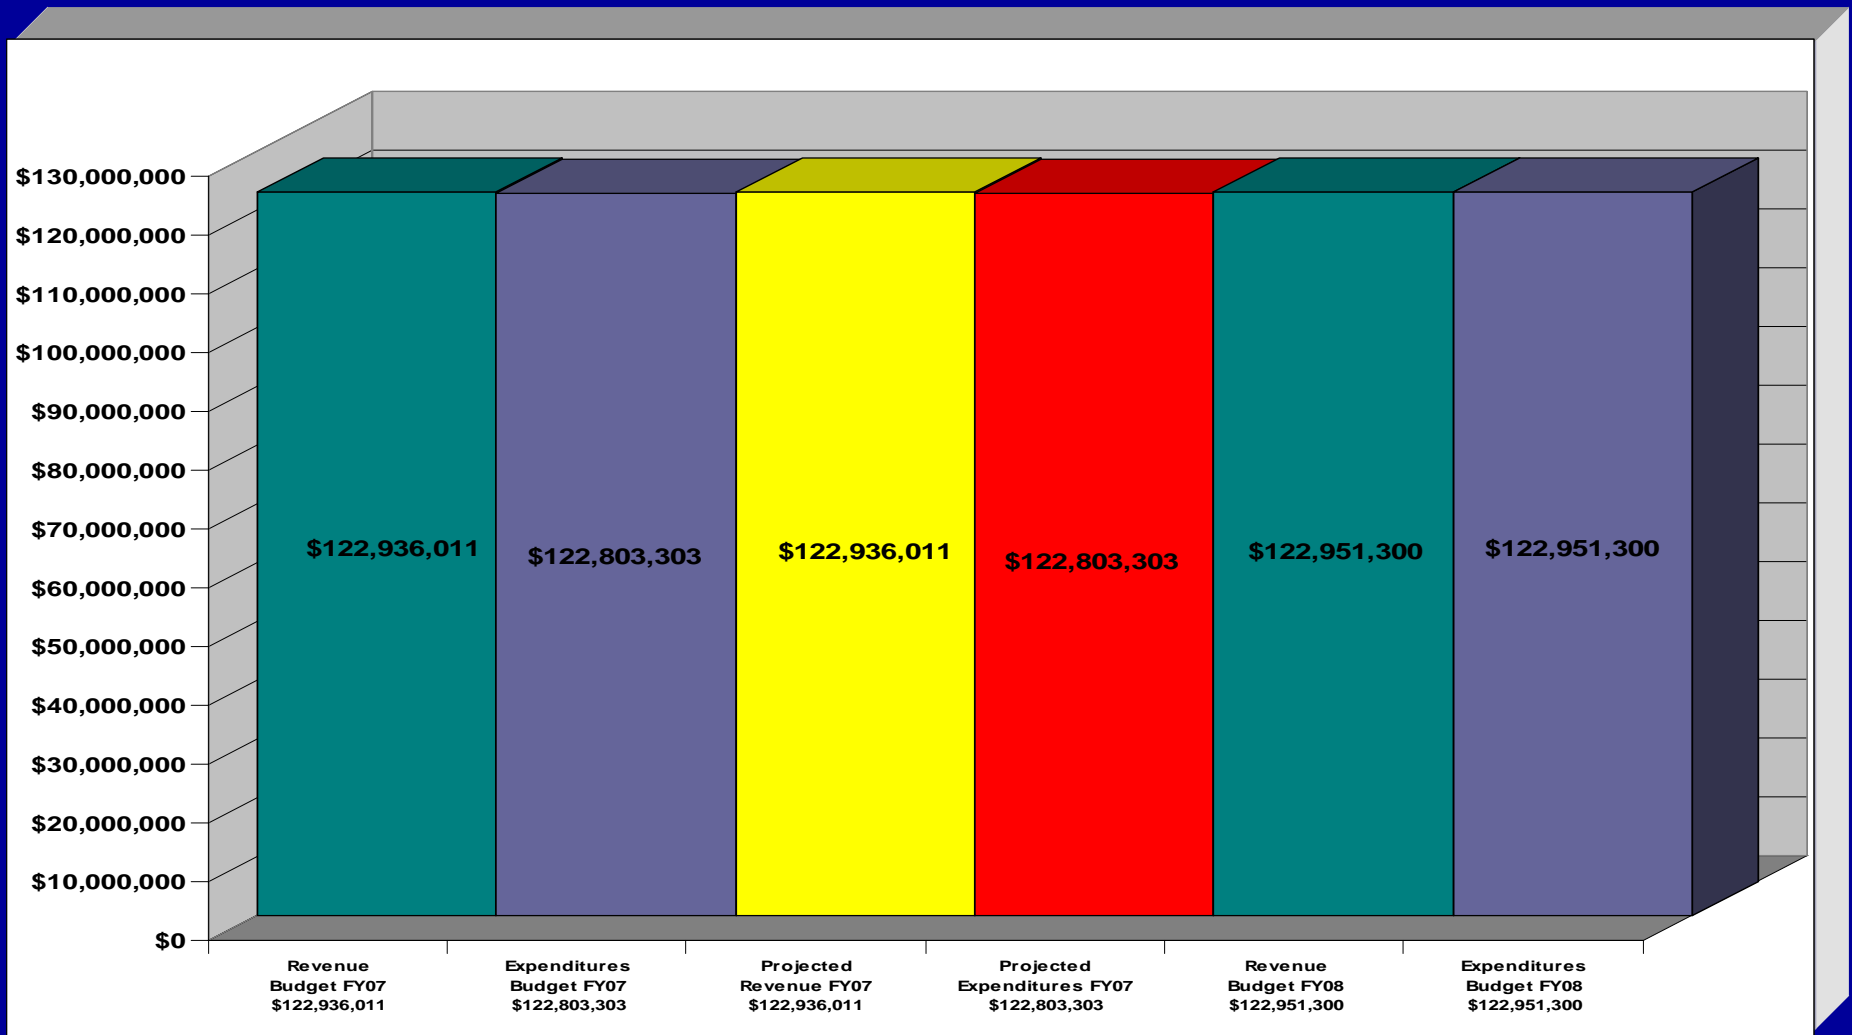 $130,000,000
$120,000,000
$110,000,000
$100,000,000
$90,000,000
$80,000,000
$70,000,000
$60,000,000
$50,000,000
$40,000,000
$30,000,000
$20,000,000
$10,000,000
$0
$122,936,011
$122,803,303
$122,936,011
$122,803,303
$122,951,300
$122,951,300
Revenue
Budget FY07
$122,936,011
Expenditures
Budget FY07
$122,803,303
Projected
Revenue FY07
$122,936,011
Projected
Expenditures FY07
$122,803,303
Revenue
Budget FY08
$122,951,300
Expenditures
Budget FY08
$122,951,300